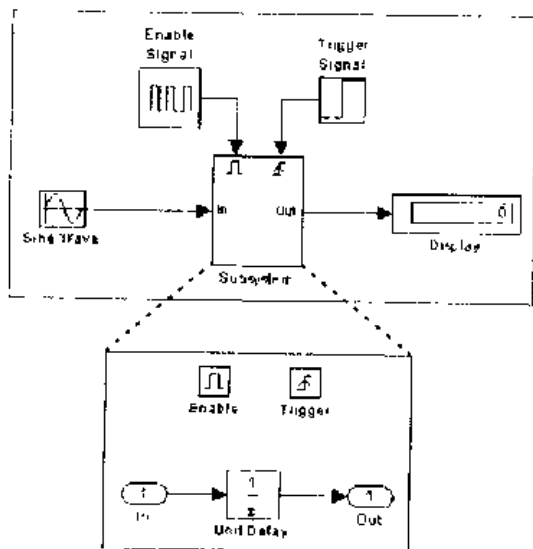 Enable
Signal
Trigger
Signal
In
Out
0
Sine Wave
Display
Subsystem
Enable
Trigger
1
1
z
1
In
Unit Delay
Out